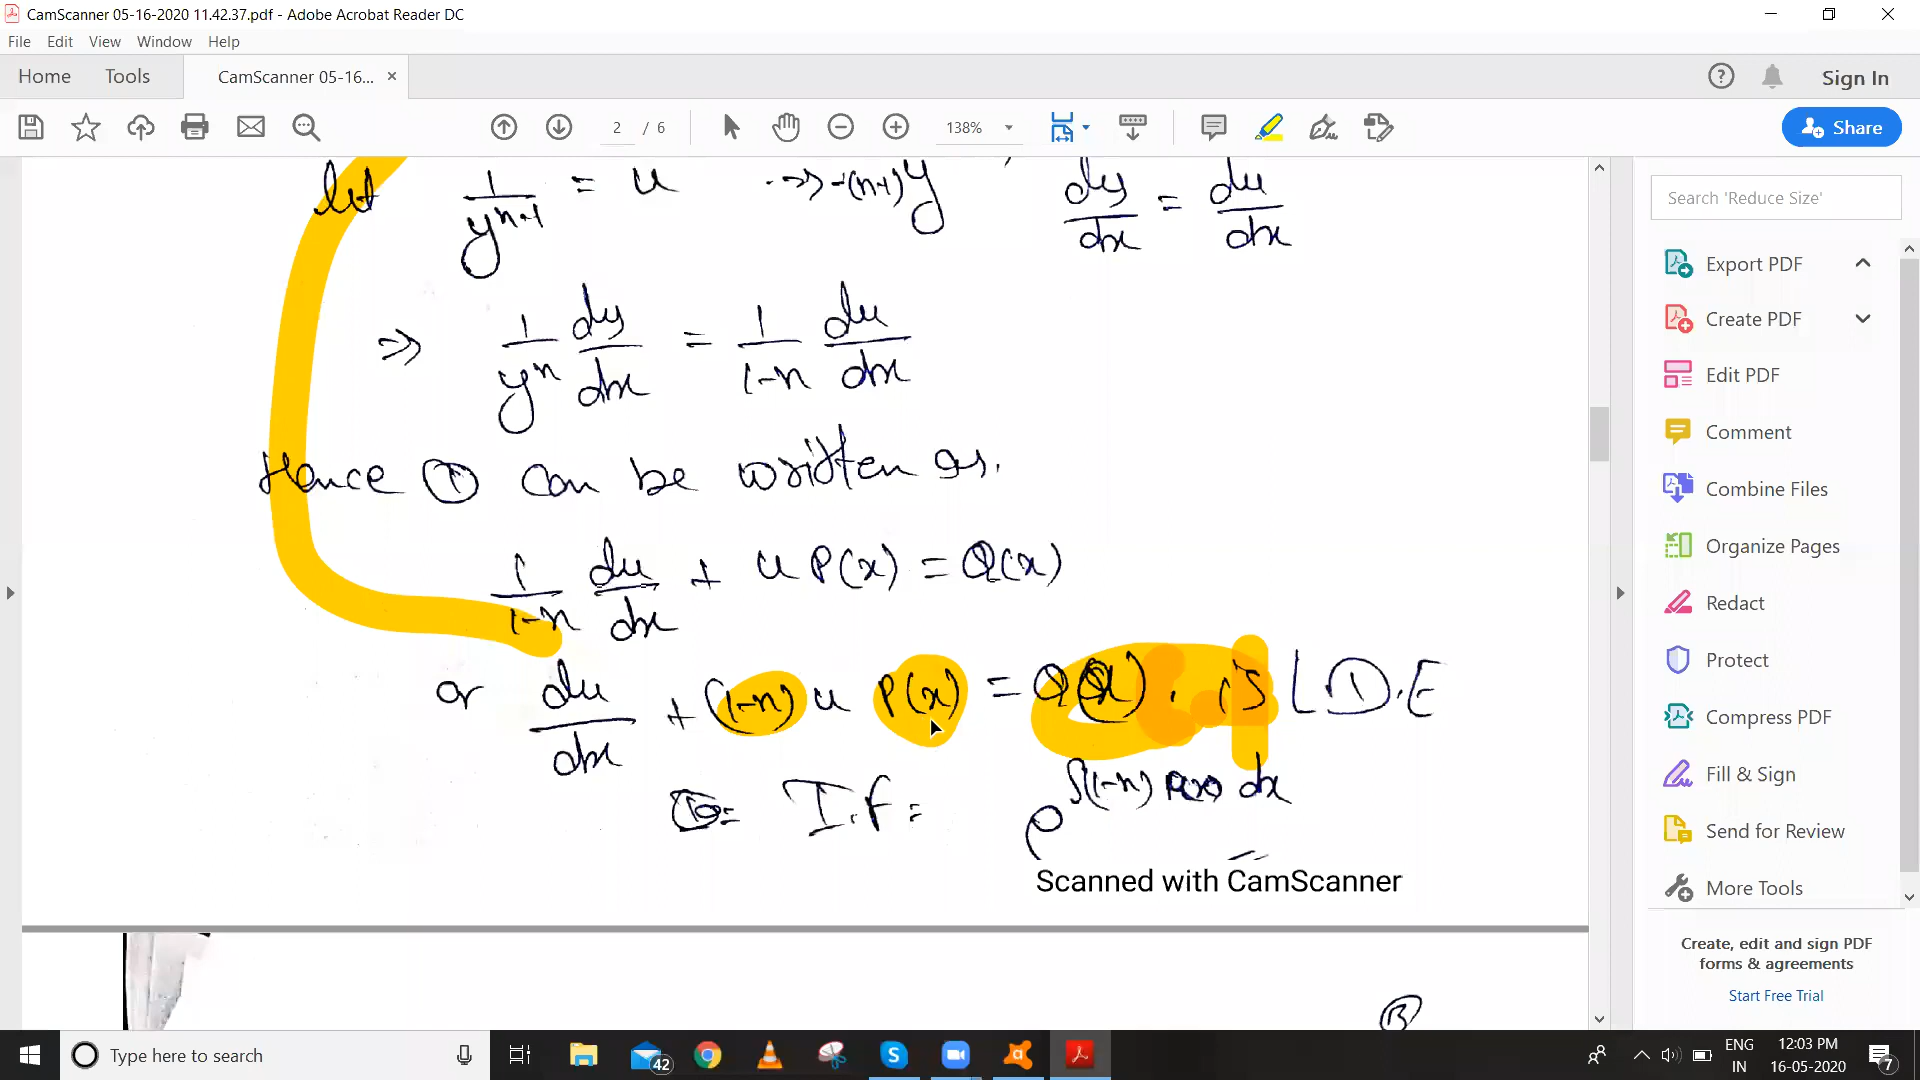 CamScanner 05-16-2020 11.42.37.pdf - Adobe Acrobat Reader DC
File Edit View Window Help
Home Tools CamScanner 05-16... × Sign In
2 / 6 138% Share
let 1/y^{n-1} = u ⇒ -(n+1)y dy/dx = du/dx
⇒ 1/y^n dy/dx = 1/(1-n) du/dx
Hence ① can be written as.
1/(1-n) du/dx + u P(x) = Q(x)
or du/dx + (1-n) u P(x) = Q(x). is L.D.E
I.F = e^{∫(1-n) P(x) dx}
Scanned with CamScanner
Search 'Reduce Size'
Export PDF
Create PDF
Edit PDF
Comment
Combine Files
Organize Pages
Redact
Protect
Compress PDF
Fill & Sign
Send for Review
More Tools
Create, edit and sign PDF
forms & agreements
Start Free Trial
Type here to search
42
ENG
IN
12:03 PM
16-05-2020
7